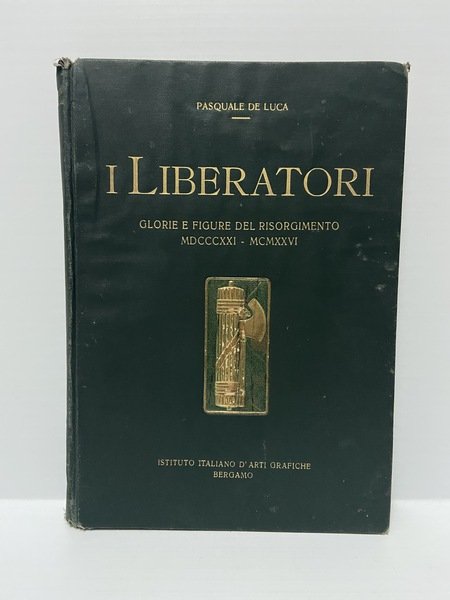 PASQUALE DE LUCA
I LIBERATORI
GLORIE E FIGURE DEL RISORGIMENTO
MDCCCXXI - MCMXXVI
ISTITUTO ITALIANO D'ARTI GRAFICHE
BERGAMO